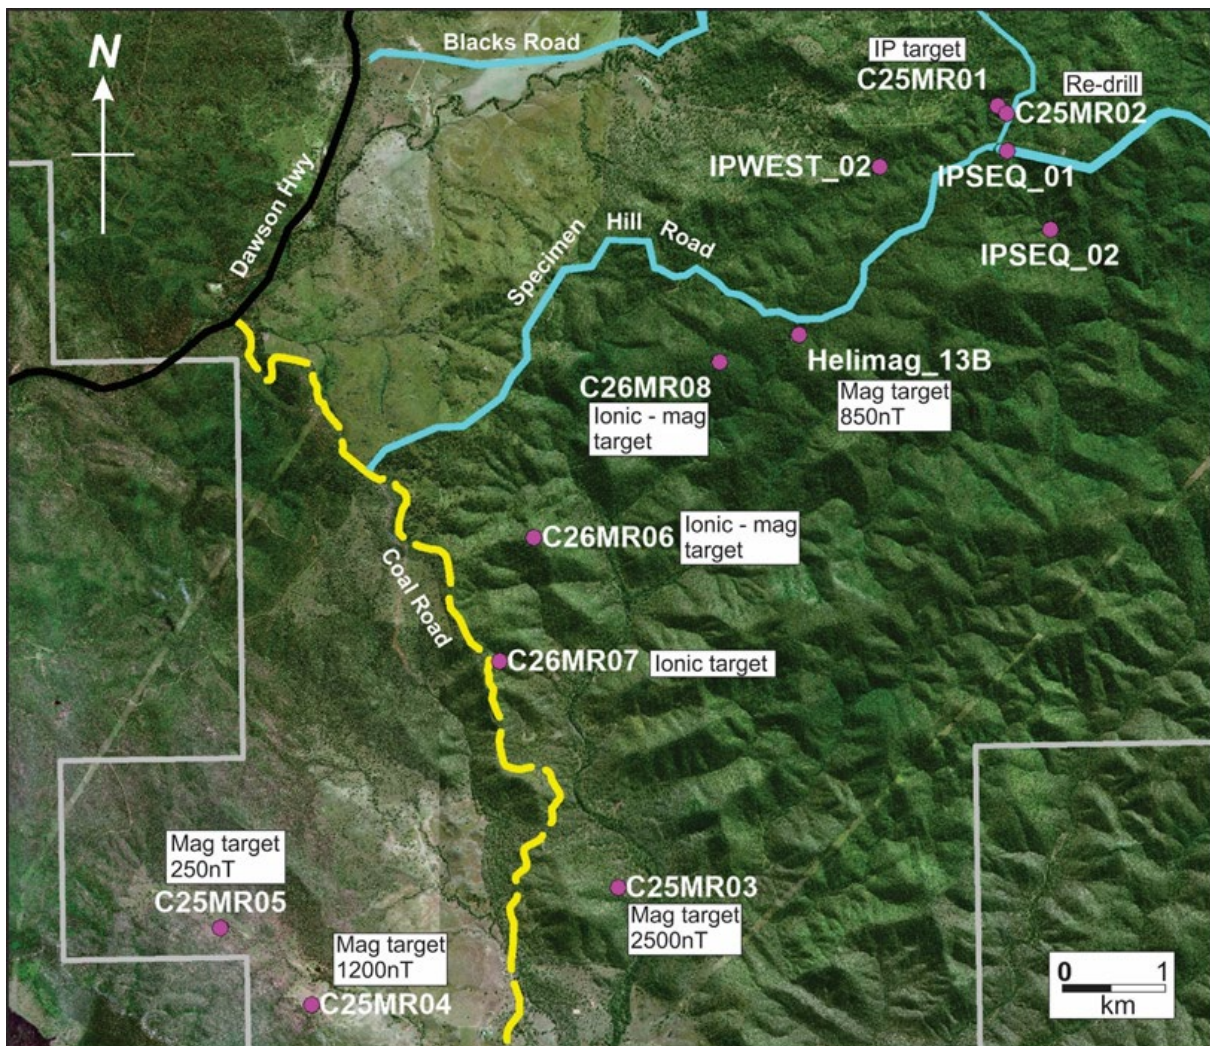 N
Blacks Road
IP target
C25MR01
Re-drill
C25MR02
IPWEST_02
IPSEQ_01
IPSEQ_02
Dawson Hwy
Specimen Hill Road
Helimag_13B
Mag target
850nT
C26MR08
Ionic - mag
target
C26MR06
Ionic - mag
target
Coal Road
C26MR07
Ionic target
Mag target
250nT
C25MR05
C25MR03
Mag target
2500nT
Mag target
1200nT
C25MR04
0 1
km